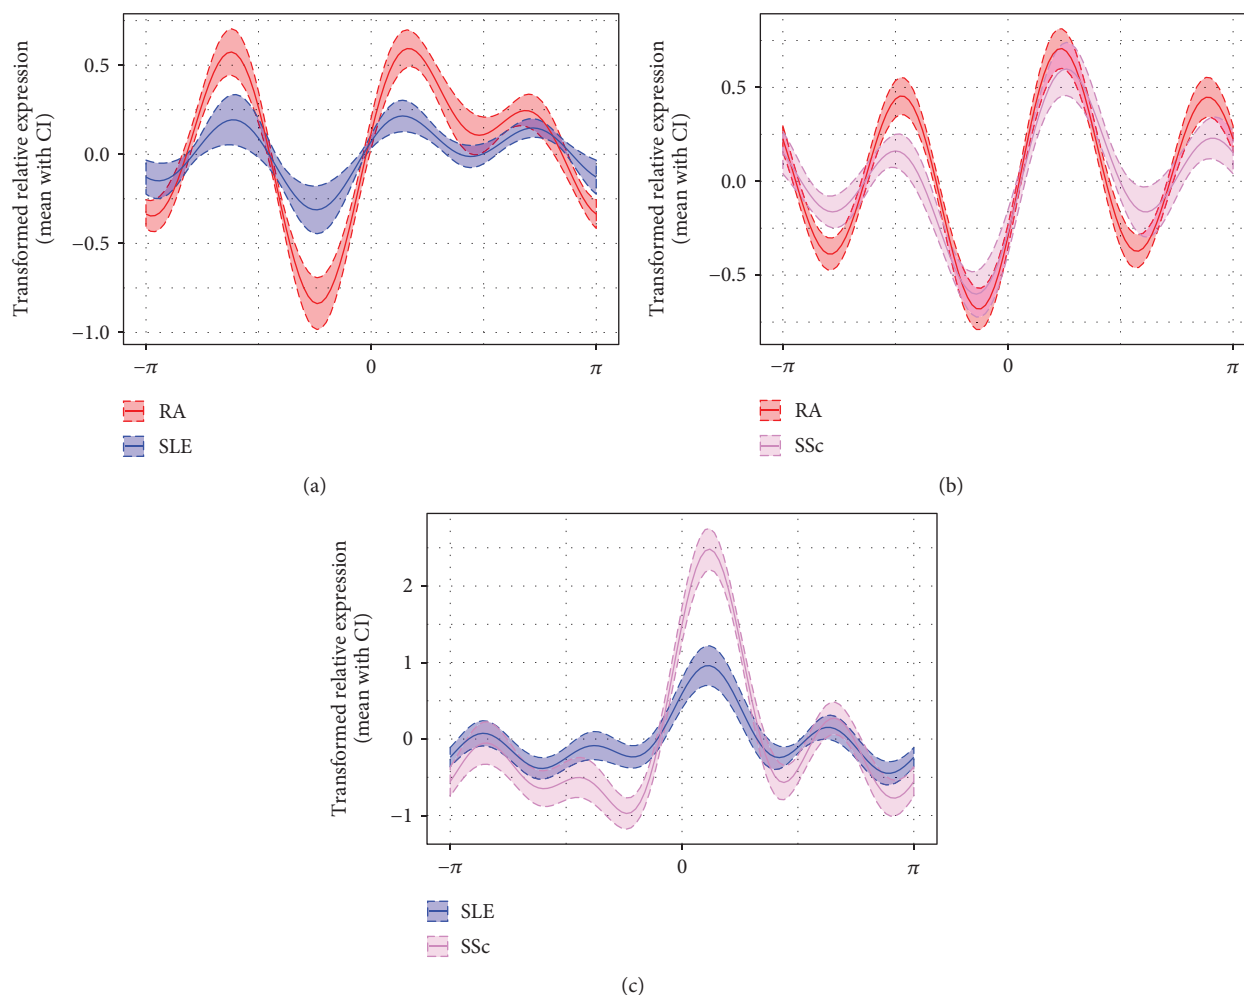 Transformed relative expression
(mean with CI)
0.5
0.0
−0.5
−1.0
−π
0
π
RA
SLE
(a)
Transformed relative expression
(mean with CI)
0.5
0.0
−0.5
−π
0
π
RA
SSc
(b)
Transformed relative expression
(mean with CI)
2
1
0
−1
−π
0
π
SLE
SSc
(c)